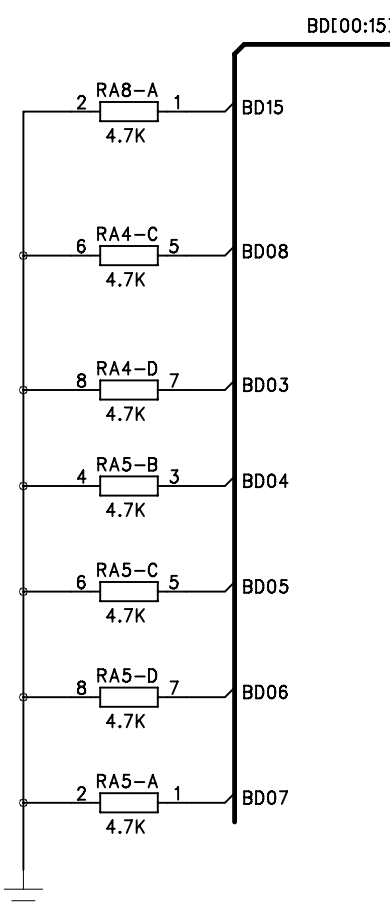 BD[00:15]
RA8-A
2 1 BD15
4.7K
RA4-C
6 5 BD08
4.7K
RA4-D
8 7 BD03
4.7K
RA5-B
4 3 BD04
4.7K
RA5-C
6 5 BD05
4.7K
RA5-D
8 7 BD06
4.7K
RA5-A
2 1 BD07
4.7K